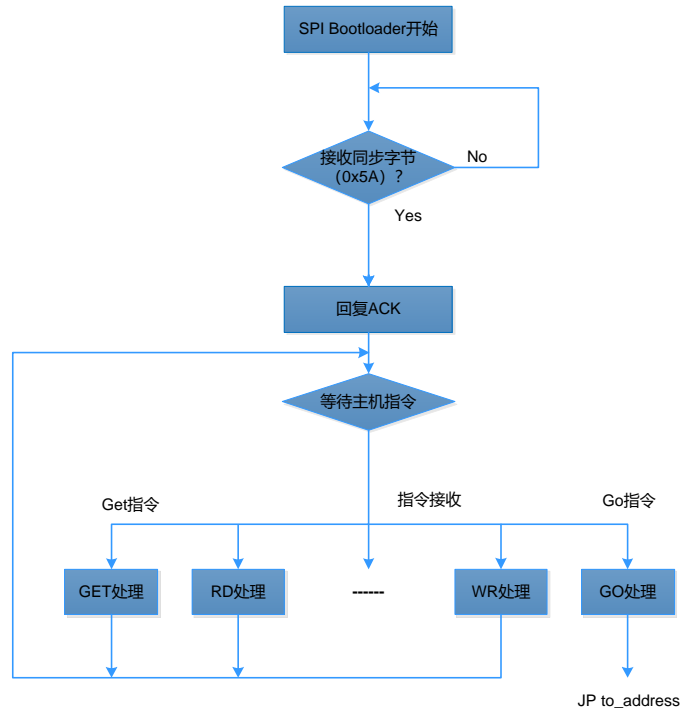 SPI Bootloader开始
接收同步字节
（0x5A）？
No
Yes
回复ACK
等待主机指令
Get指令
指令接收
Go指令
GET处理
RD处理
------
WR处理
GO处理
JP to_address